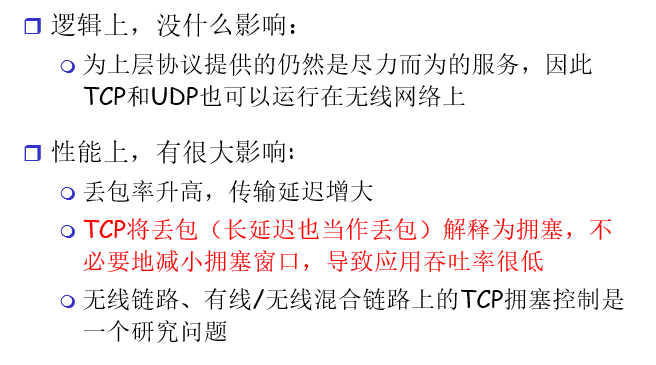 逻辑上，没什么影响：
为上层协议提供的仍然是尽力而为的服务，因此
TCP和UDP也可以运行在无线网络上
性能上，有很大影响：
丢包率升高，传输延迟增大
TCP将丢包（长延迟也当作丢包）解释为拥塞，不
必要地减小拥塞窗口，导致应用吞吐率很低
无线链路、有线/无线混合链路上的TCP拥塞控制是
一个研究问题